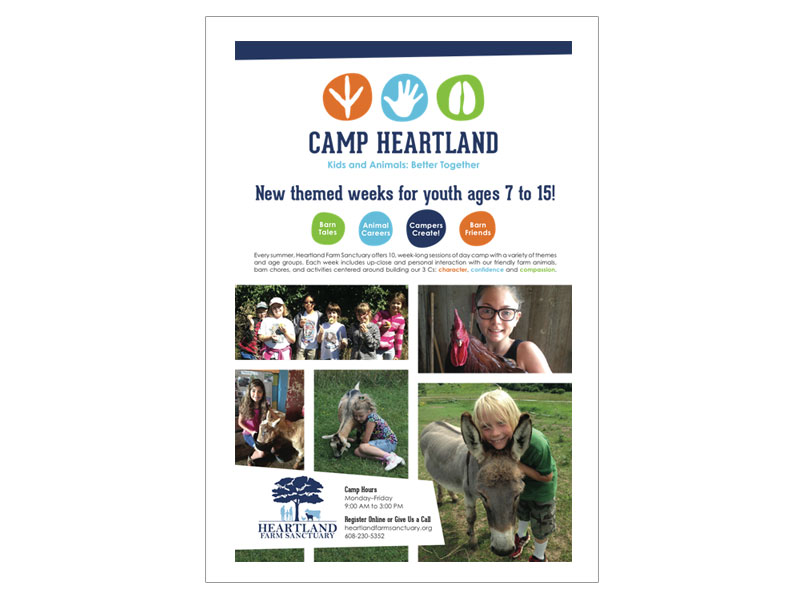 CAMP HEARTLAND
Kids and Animals: Better Together
New themed weeks for youth ages 7 to 15!
Barn
Tales
Animal
Careers
Campers
Create!
Barn
Friends
Every summer, Heartland Farm Sanctuary offers 10, week-long sessions of day camp with a variety of themes
and age groups. Each week includes up-close and personal interaction with our friendly farm animals,
barn chores, and activities centered around building our 3 Cs: character, confidence and compassion.
HEARTLAND
FARM SANCTUARY
Camp Hours
Monday–Friday
9:00 AM to 3:00 PM
Register Online or Give Us a Call
heartlandfarmsanctuary.org
608-230-5352